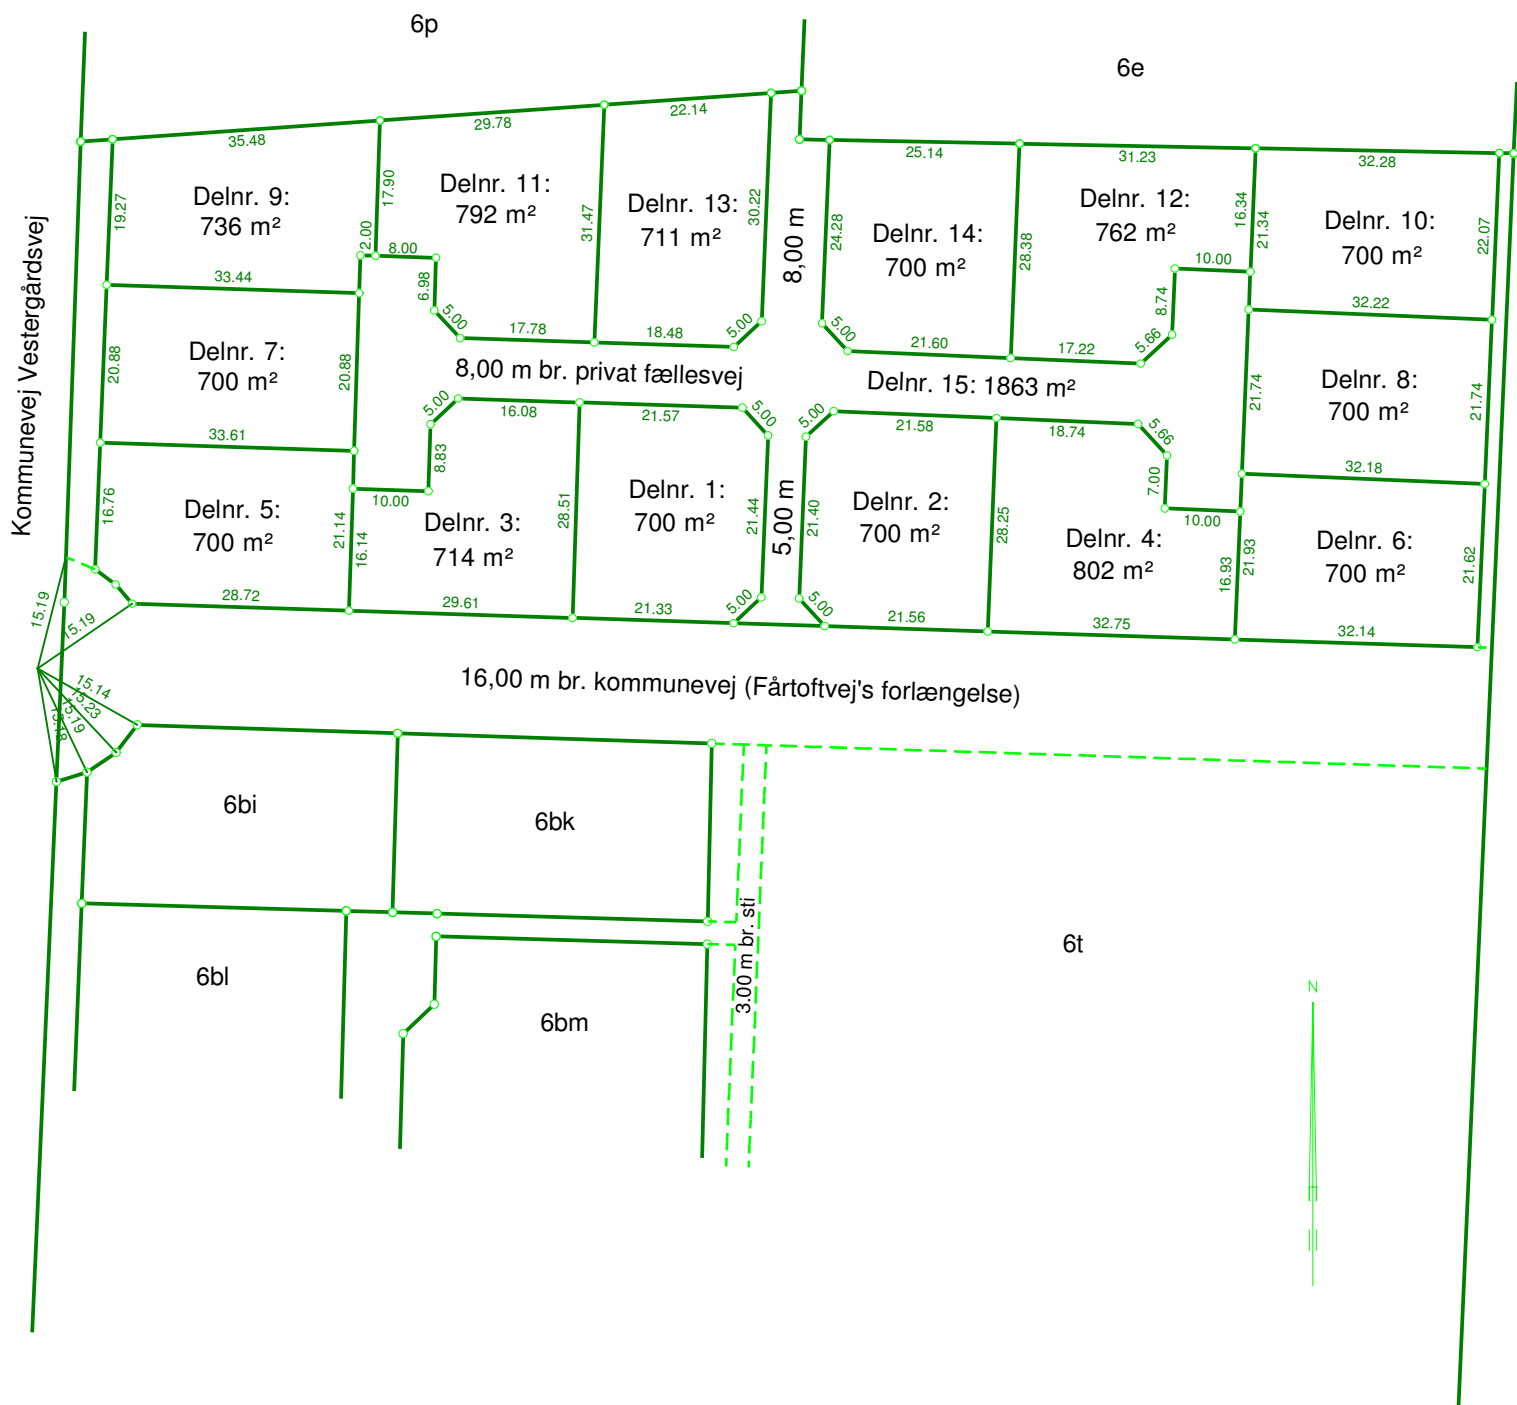 6p
6e
35.48
29.78
22.14
25.14
31.23
32.28
Delnr. 9:
736 m²
Delnr. 11:
792 m²
Delnr. 13:
711 m²
Delnr. 14:
700 m²
Delnr. 12:
762 m²
Delnr. 10:
700 m²
19.27
17.90
2.00
8.00
6.98
5.00
17.78
31.47
18.48
5.00
30.22
8,00 m
24.28
5.00
21.60
28.38
17.22
5.66
8.74
10.00
16.34
21.34
22.07
32.22
33.44
Kommunevej Vestergårdsvej
8,00 m br. privat fællesvej
Delnr. 15: 1863 m²
Delnr. 7:
700 m²
Delnr. 8:
700 m²
20.88
20.88
33.61
21.74
21.74
32.18
5.00
16.08
21.57
5.00
5.00
21.58
18.74
5.66
8.83
10.00
7.00
10.00
Delnr. 5:
700 m²
Delnr. 3:
714 m²
Delnr. 1:
700 m²
Delnr. 2:
700 m²
Delnr. 4:
802 m²
Delnr. 6:
700 m²
16.76
21.14
16.14
28.51
21.44
5,00 m
21.40
28.25
16.93
21.93
21.62
28.72
29.61
21.33
5.00
5.00
21.56
32.75
32.14
15.19
15.19
15.14
15.23
15.19
15.18
16,00 m br. kommunevej (Fårtoftvej's forlængelse)
6bi
6bk
3.00 m br. sti
6t
6bl
6bm
N